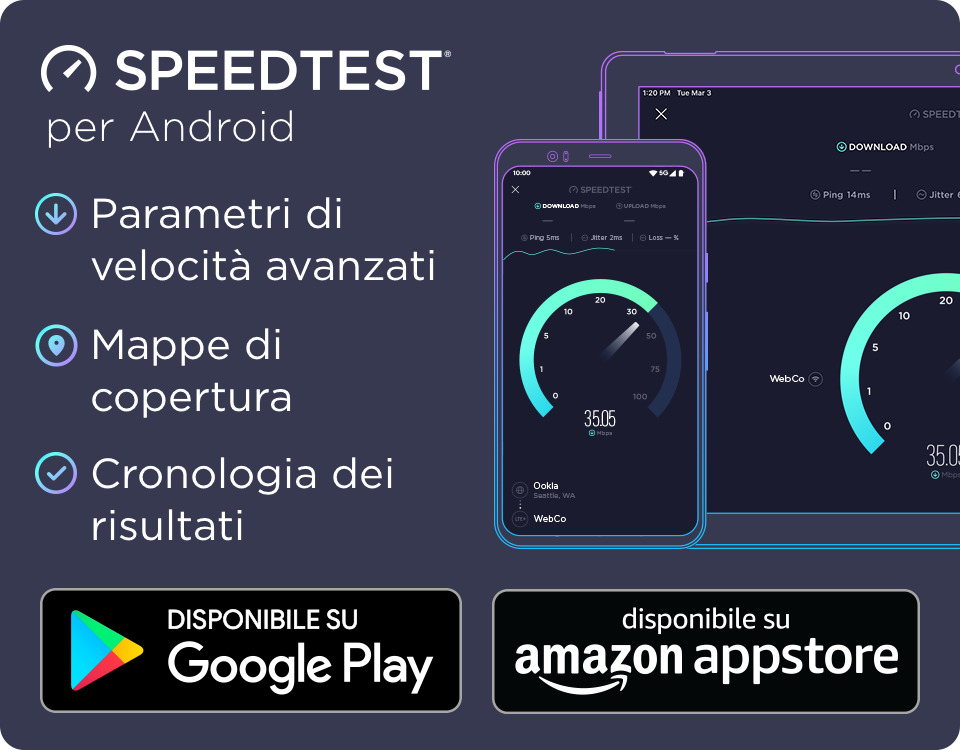 SPEEDTEST®
per Android
Parametri di
velocità avanzati
Mappe di
copertura
Cronologia dei
risultati
10:00
5G
SPEEDTEST
DOWNLOAD Mbps
UPLOAD Mbps
Ping 5ms
Jitter 2ms
Loss — %
0
1
5
10
20
30
50
75
100
35.05
Mbps
Ookla
Seattle, WA
LTE+
WebCo
1:20 PM Tue Mar 3
SPEEDT
DOWNLOAD Mbps
Ping 14ms
Jitter
WebCo
0
1
5
10
20
35.05
Mbps
DISPONIBILE SU
Google Play
disponibile su
amazon appstore